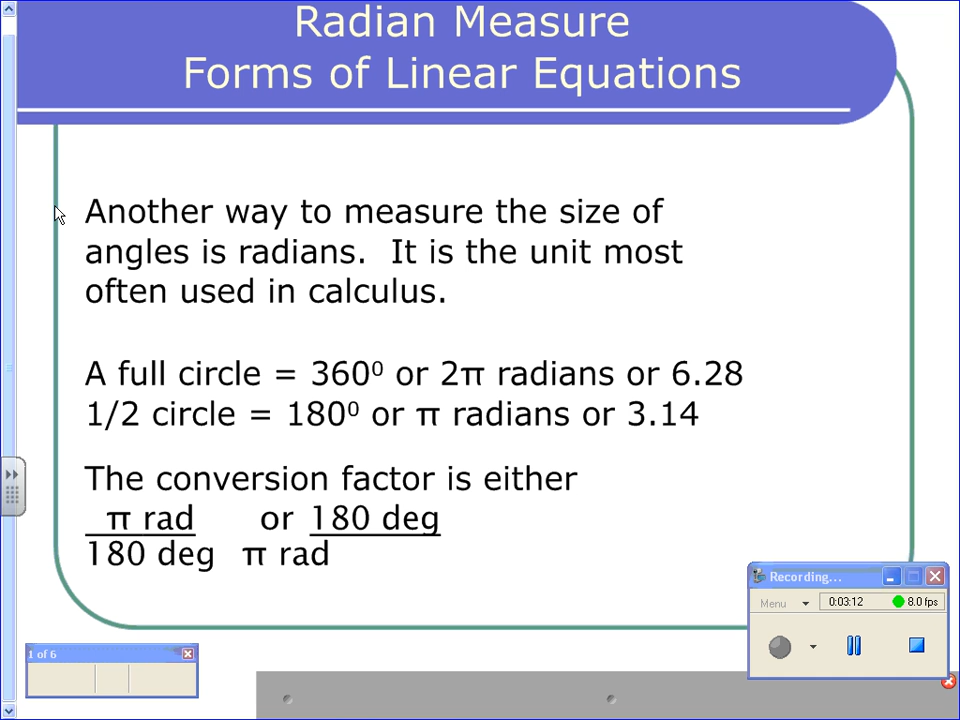 Radian Measure
Forms of Linear Equations
Another way to measure the size of
angles is radians.  It is the unit most
often used in calculus.
A full circle = 360⁰ or 2π radians or 6.28
1/2 circle = 180⁰ or π radians or 3.14
The conversion factor is either
π rad or 180 deg
180 deg π rad
Recording...
Menu 0:03:12 8.0 fps
1 of 6